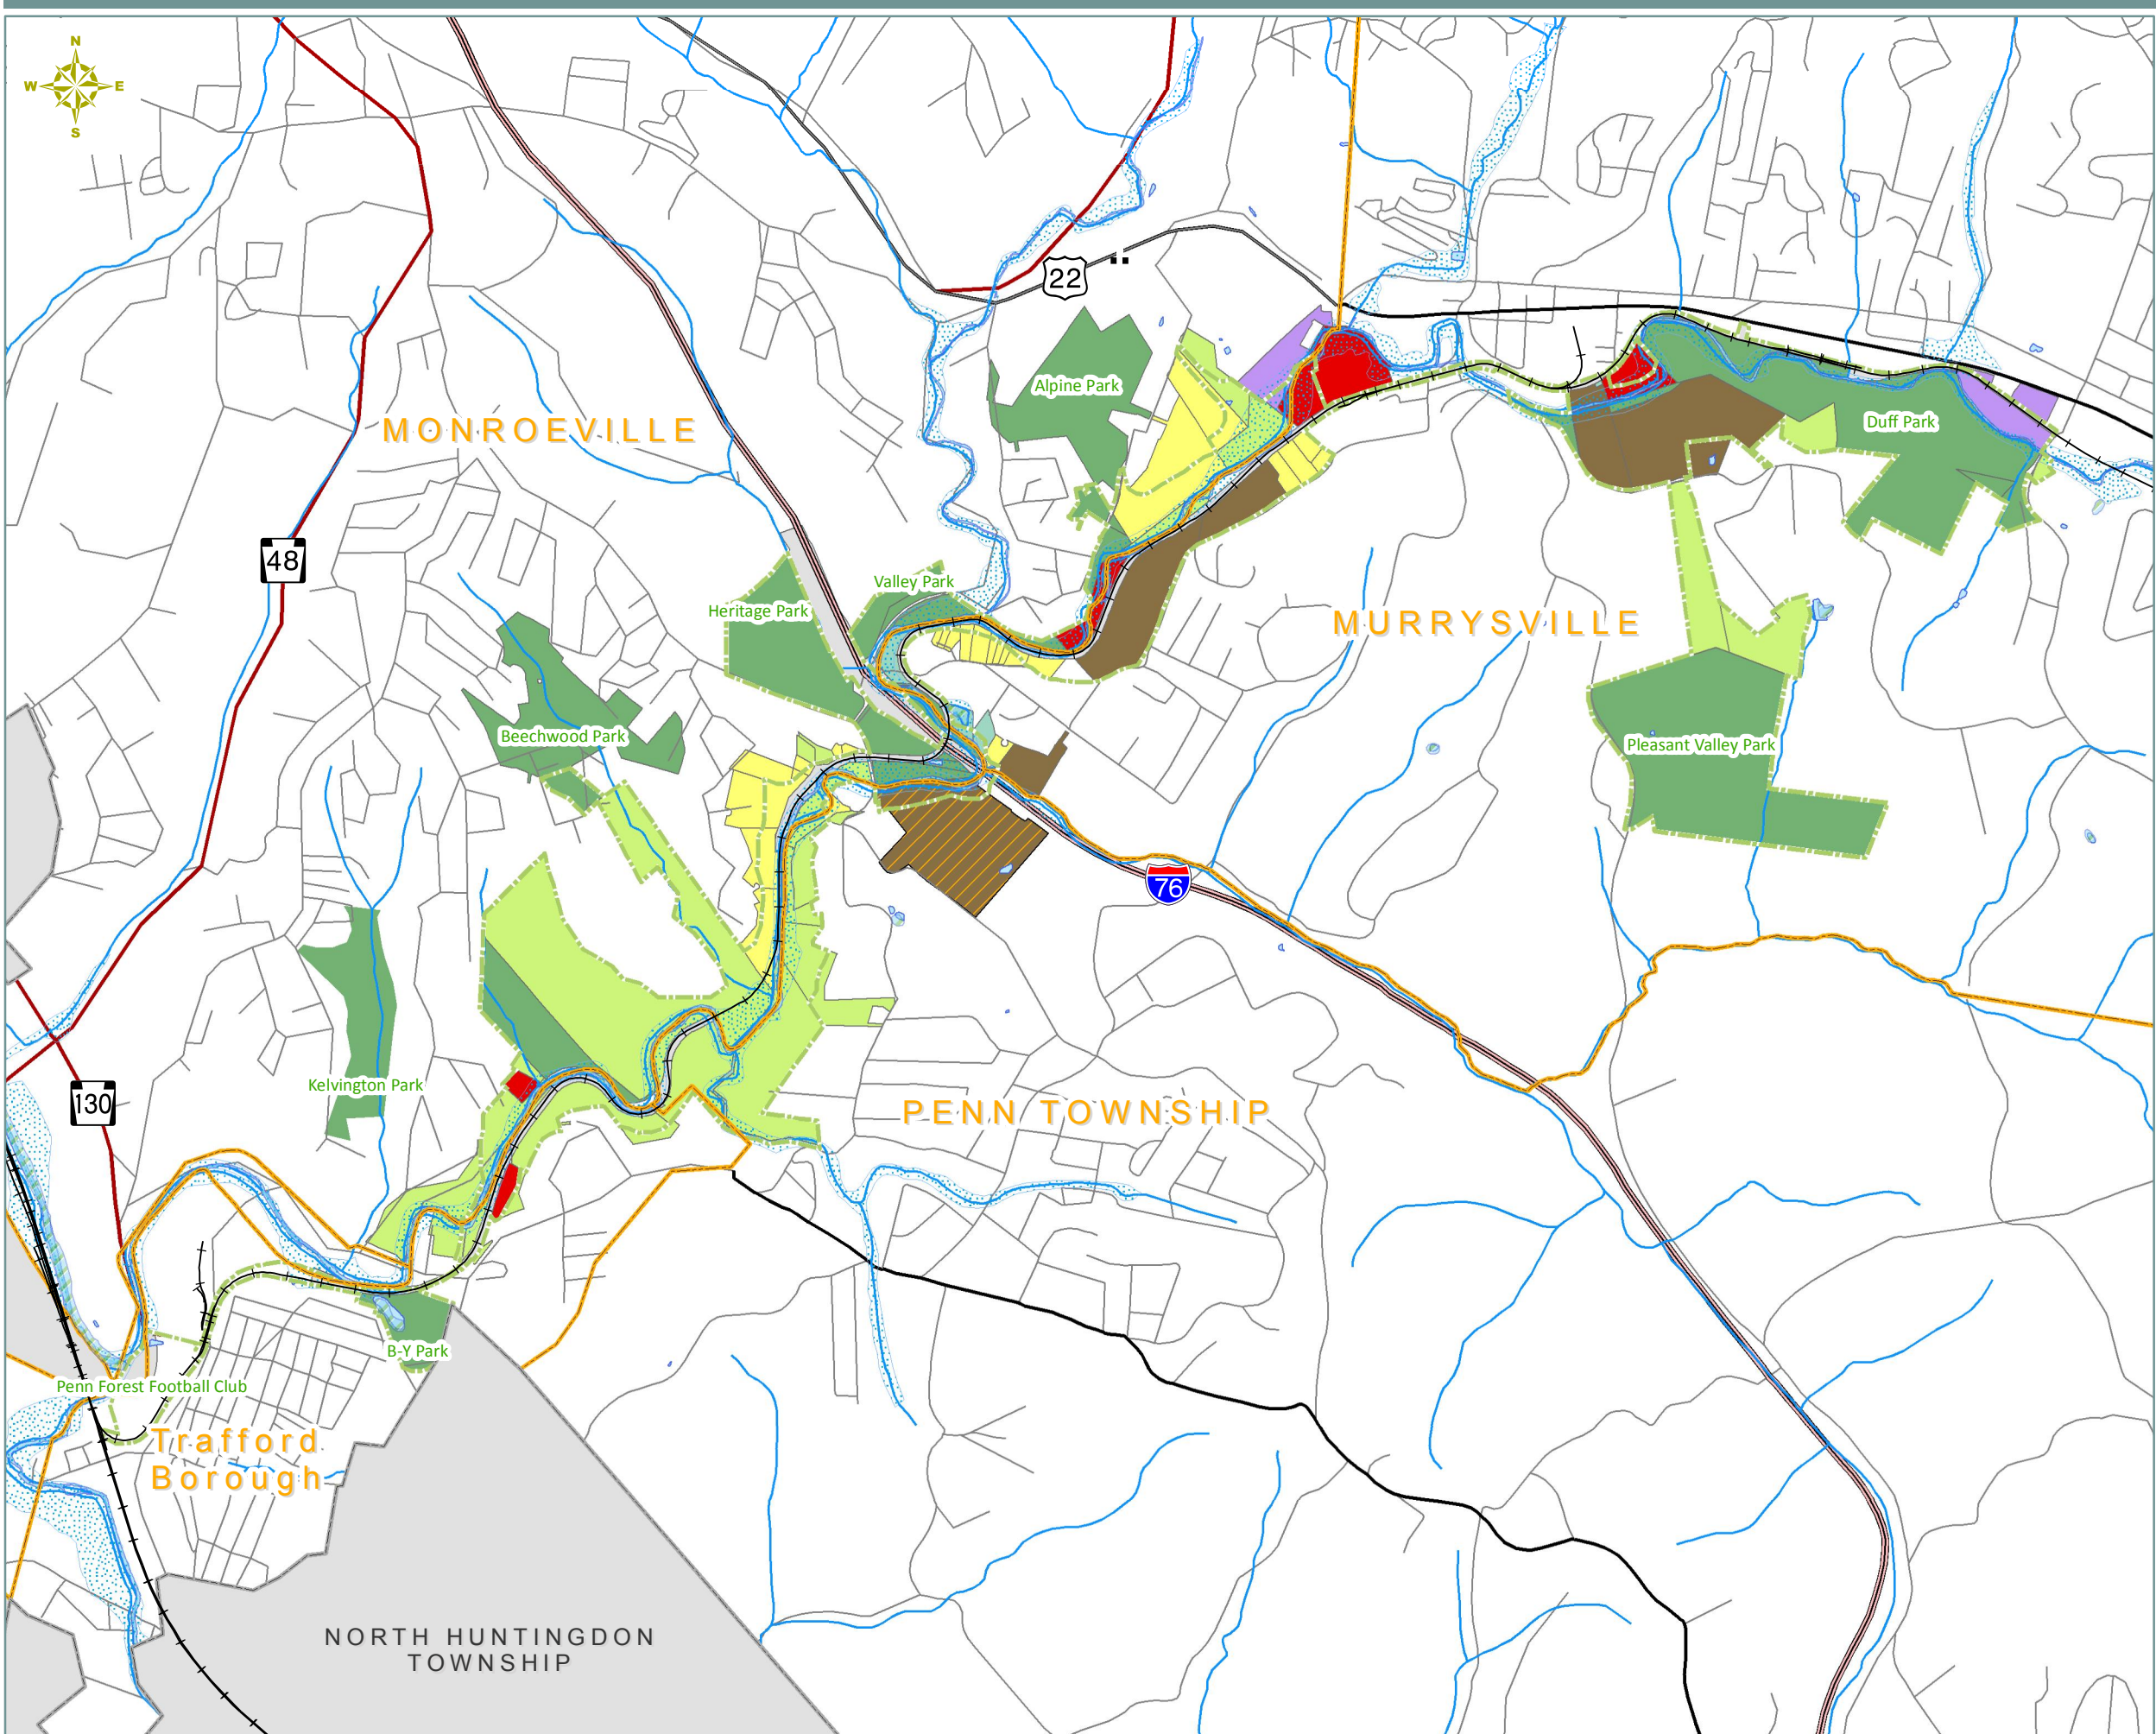 N
W E
S
22
Alpine Park
MONROEVILLE
Duff Park
48
Valley Park
Heritage Park
MURRYSVILLE
Beechwood Park
Pleasant Valley Park
76
Kelvington Park
130
PENN TOWNSHIP
B-Y Park
Penn Forest Football Club
Trafford
Borough
NORTH HUNTINGDON
TOWNSHIP